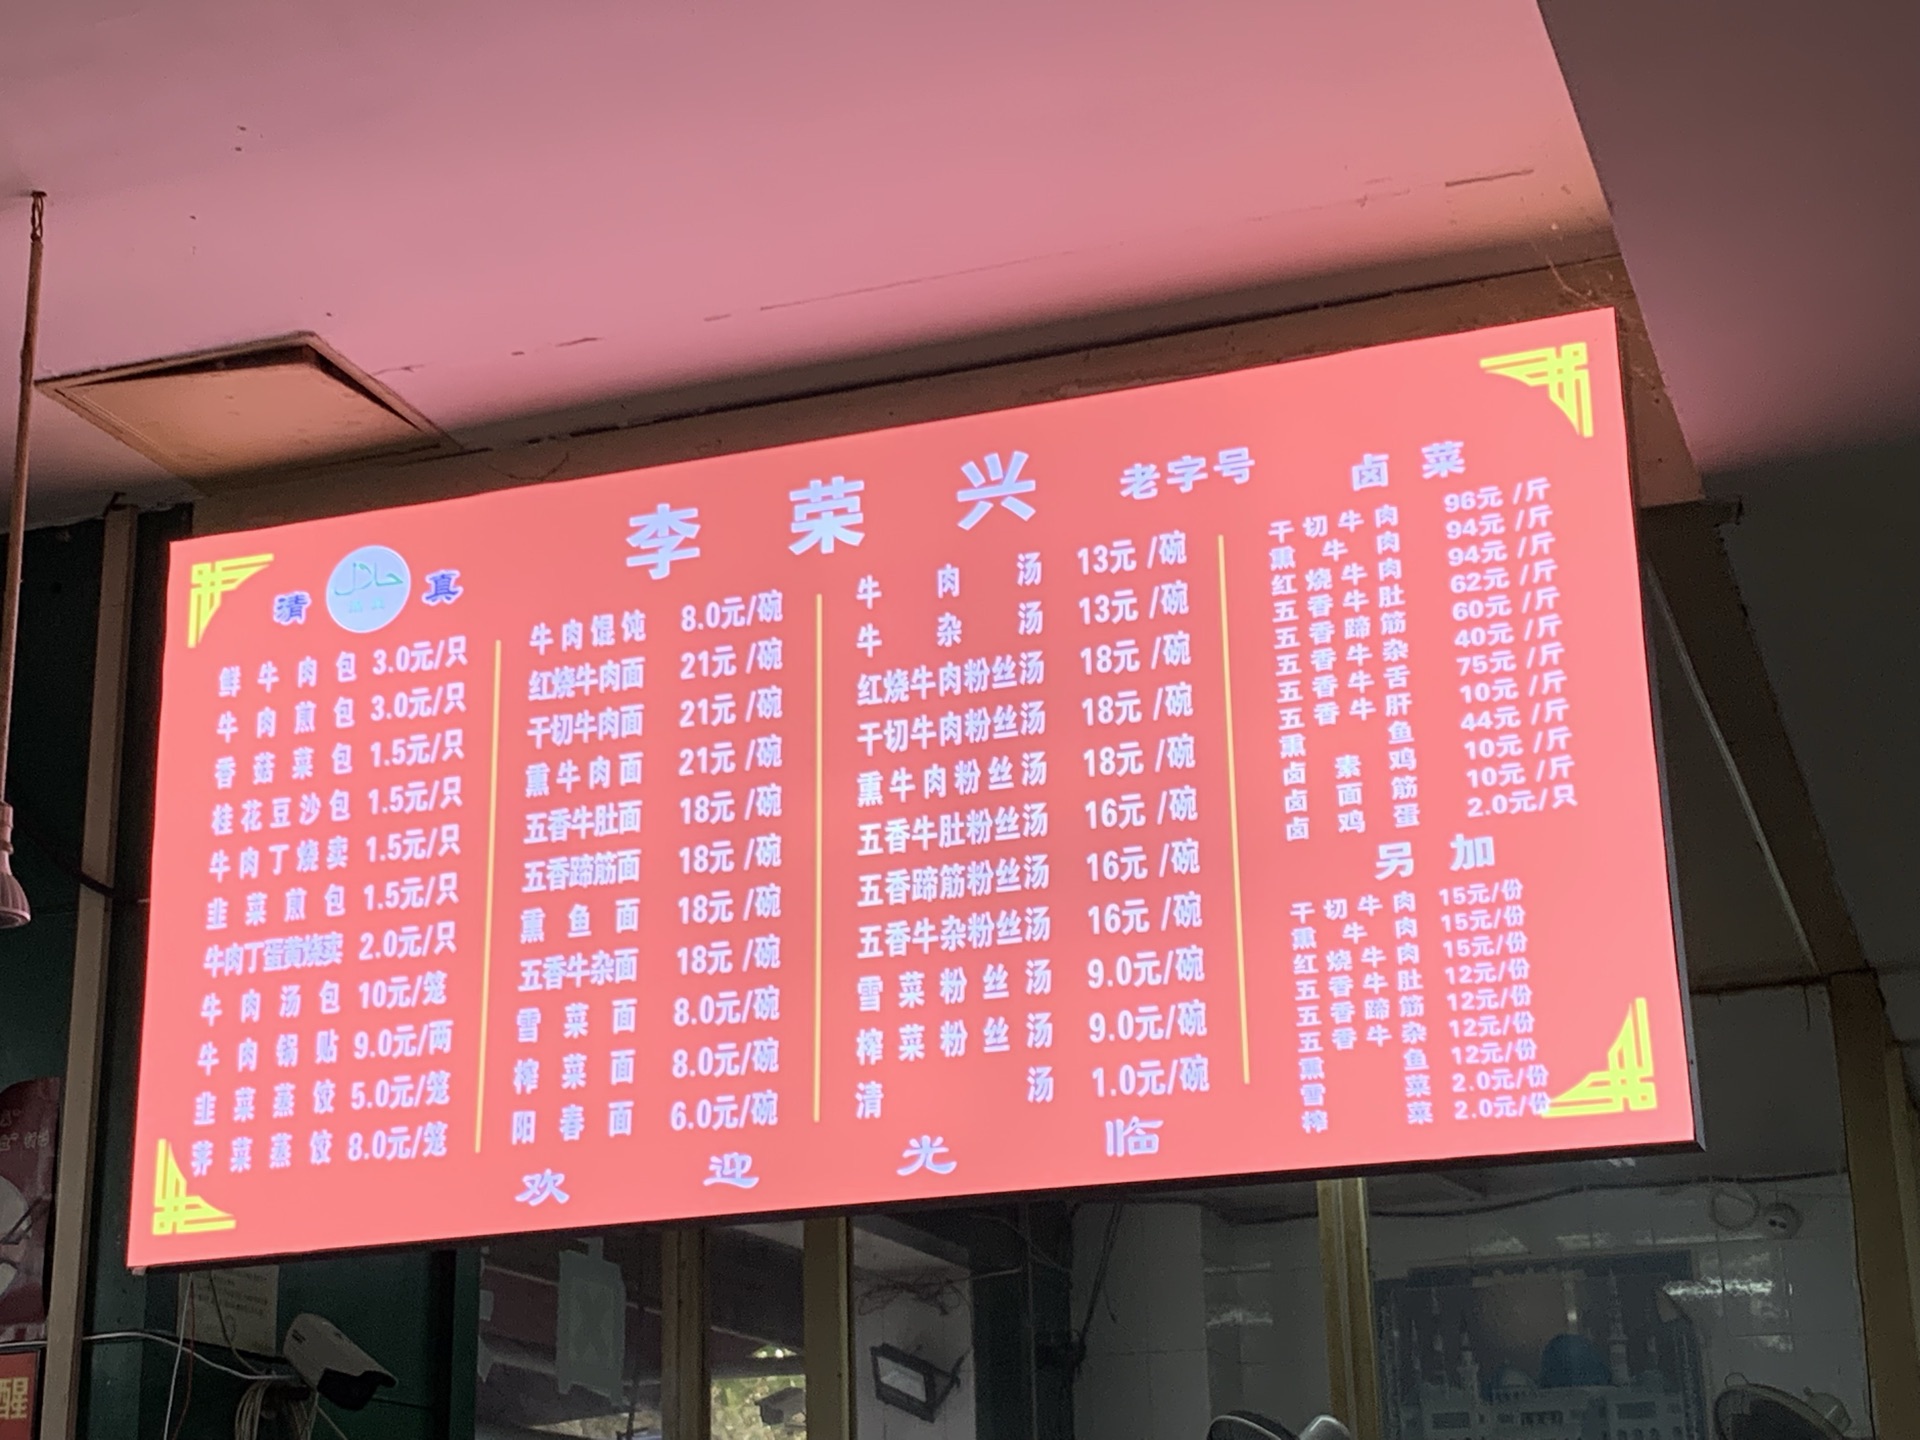 李荣兴 老字号
清 حلال 真
鲜牛肉包 3.0元/只
牛肉煎包 3.0元/只
香菇菜包 1.5元/只
桂花豆沙包 1.5元/只
牛肉丁烧卖 1.5元/只
韭菜煎包 1.5元/只
牛肉丁蛋黄烧卖 2.0元/只
牛肉汤包 10元/笼
牛肉锅贴 9.0元/两
韭菜蒸饺 5.0元/笼
荠菜蒸饺 8.0元/笼
牛肉馄饨 8.0元/碗
红烧牛肉面 21元/碗
干切牛肉面 21元/碗
熏牛肉面 21元/碗
五香牛肚面 18元/碗
五香蹄筋面 18元/碗
熏鱼面 18元/碗
五香牛杂面 18元/碗
雪菜面 8.0元/碗
榨菜面 8.0元/碗
阳春面 6.0元/碗
牛肉汤 13元/碗
牛杂汤 13元/碗
红烧牛肉粉丝汤 18元/碗
干切牛肉粉丝汤 18元/碗
熏牛肉粉丝汤 18元/碗
五香牛肚粉丝汤 16元/碗
五香蹄筋粉丝汤 16元/碗
五香牛杂粉丝汤 16元/碗
雪菜粉丝汤 9.0元/碗
榨菜粉丝汤 9.0元/碗
清汤 1.0元/碗
卤菜
干切牛肉 96元/斤
熏牛肉 94元/斤
红烧牛肉 94元/斤
五香牛肚 62元/斤
五香蹄筋 60元/斤
五香牛杂 40元/斤
五香牛舌 75元/斤
五香牛肝 10元/斤
熏鱼 44元/斤
卤素鸡 10元/斤
卤面筋 10元/斤
卤鸡蛋 2.0元/只
另加
干切牛肉 15元/份
熏牛肉 15元/份
红烧牛肉 15元/份
五香牛肚 12元/份
五香蹄筋 12元/份
五香牛杂 12元/份
熏鱼 12元/份
雪菜 2.0元/份
榨菜 2.0元/份
欢迎光临
醒